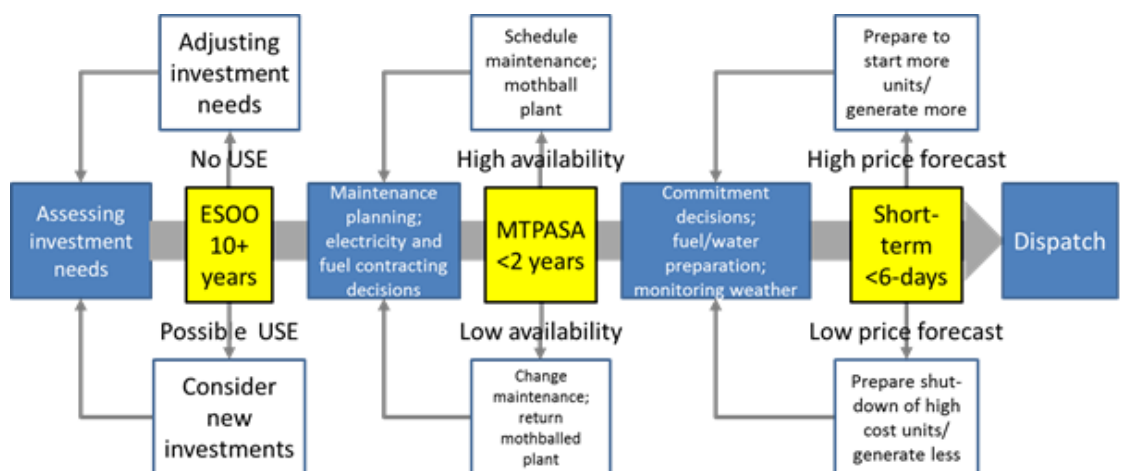 Adjusting
investment
needs
Schedule
maintenance;
mothball
plant
Prepare to
start more
units/
generate more
No USE
High availability
High price forecast
Assessing
investment
needs
ESOO
10+
years
Maintenance
planning;
electricity and
fuel contracting
decisions
MTPASA
<2 years
Commitment
decisions;
fuel/water
preparation;
monitoring weather
Short-
term
<6-days
Dispatch
Possible USE
Low availability
Low price forecast
Consider
new
investments
Change
maintenance;
return
mothballed
plant
Prepare shut-
down of high
cost units/
generate less